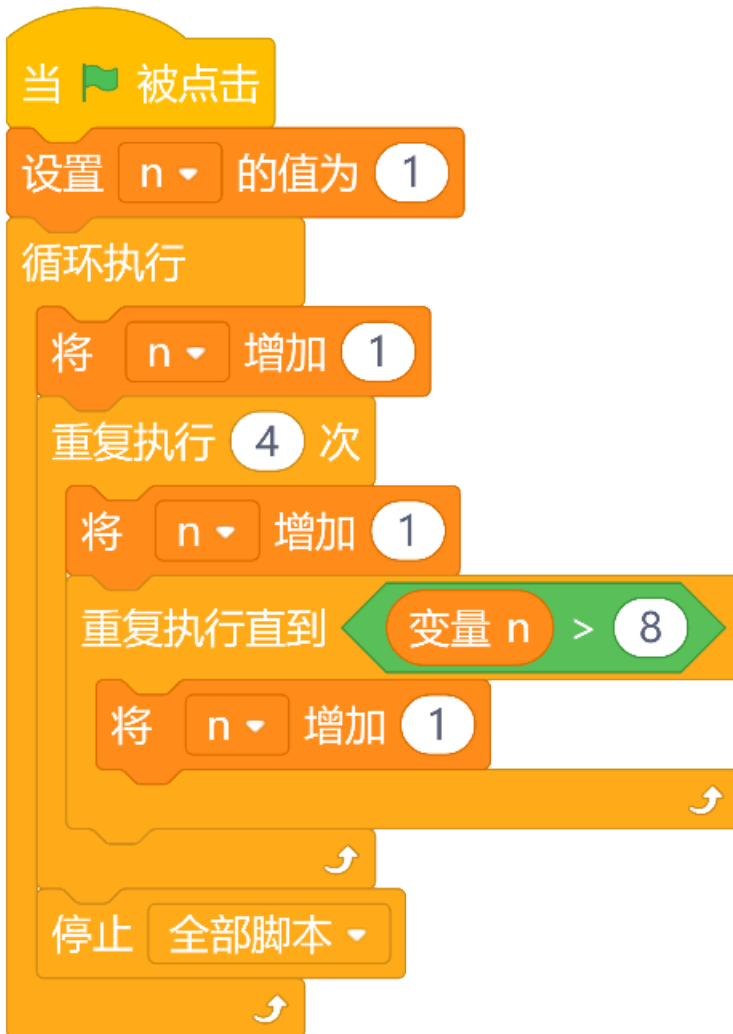 当 被点击
设置 n 的值为 1
循环执行
将 n 增加 1
重复执行 4 次
将 n 增加 1
重复执行直到 变量 n > 8
将 n 增加 1
停止 全部脚本